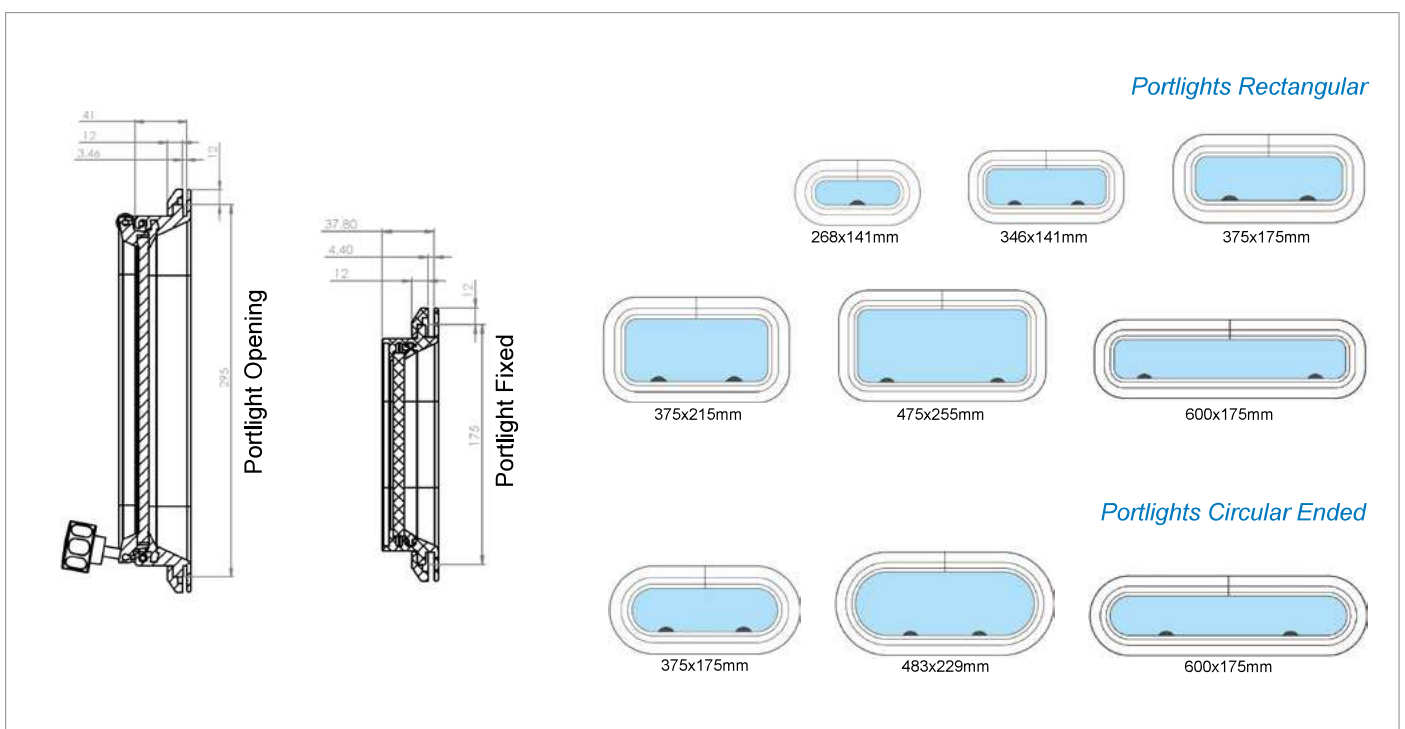 41
12
3.46
12
295
Portlight Opening
37.80
4.40
12
12
175
Portlight Fixed
Portlights Rectangular
268x141mm
346x141mm
375x175mm
375x215mm
475x255mm
600x175mm
Portlights Circular Ended
375x175mm
483x229mm
600x175mm